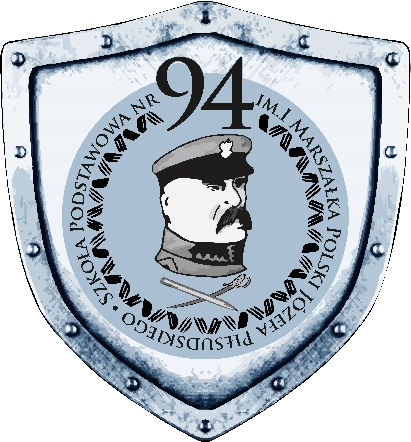 SZKOŁA PODSTAWOWA NR 94 IM. I MARSZAŁKA POLSKI JÓZEFA PIŁSUDSKIEGO •